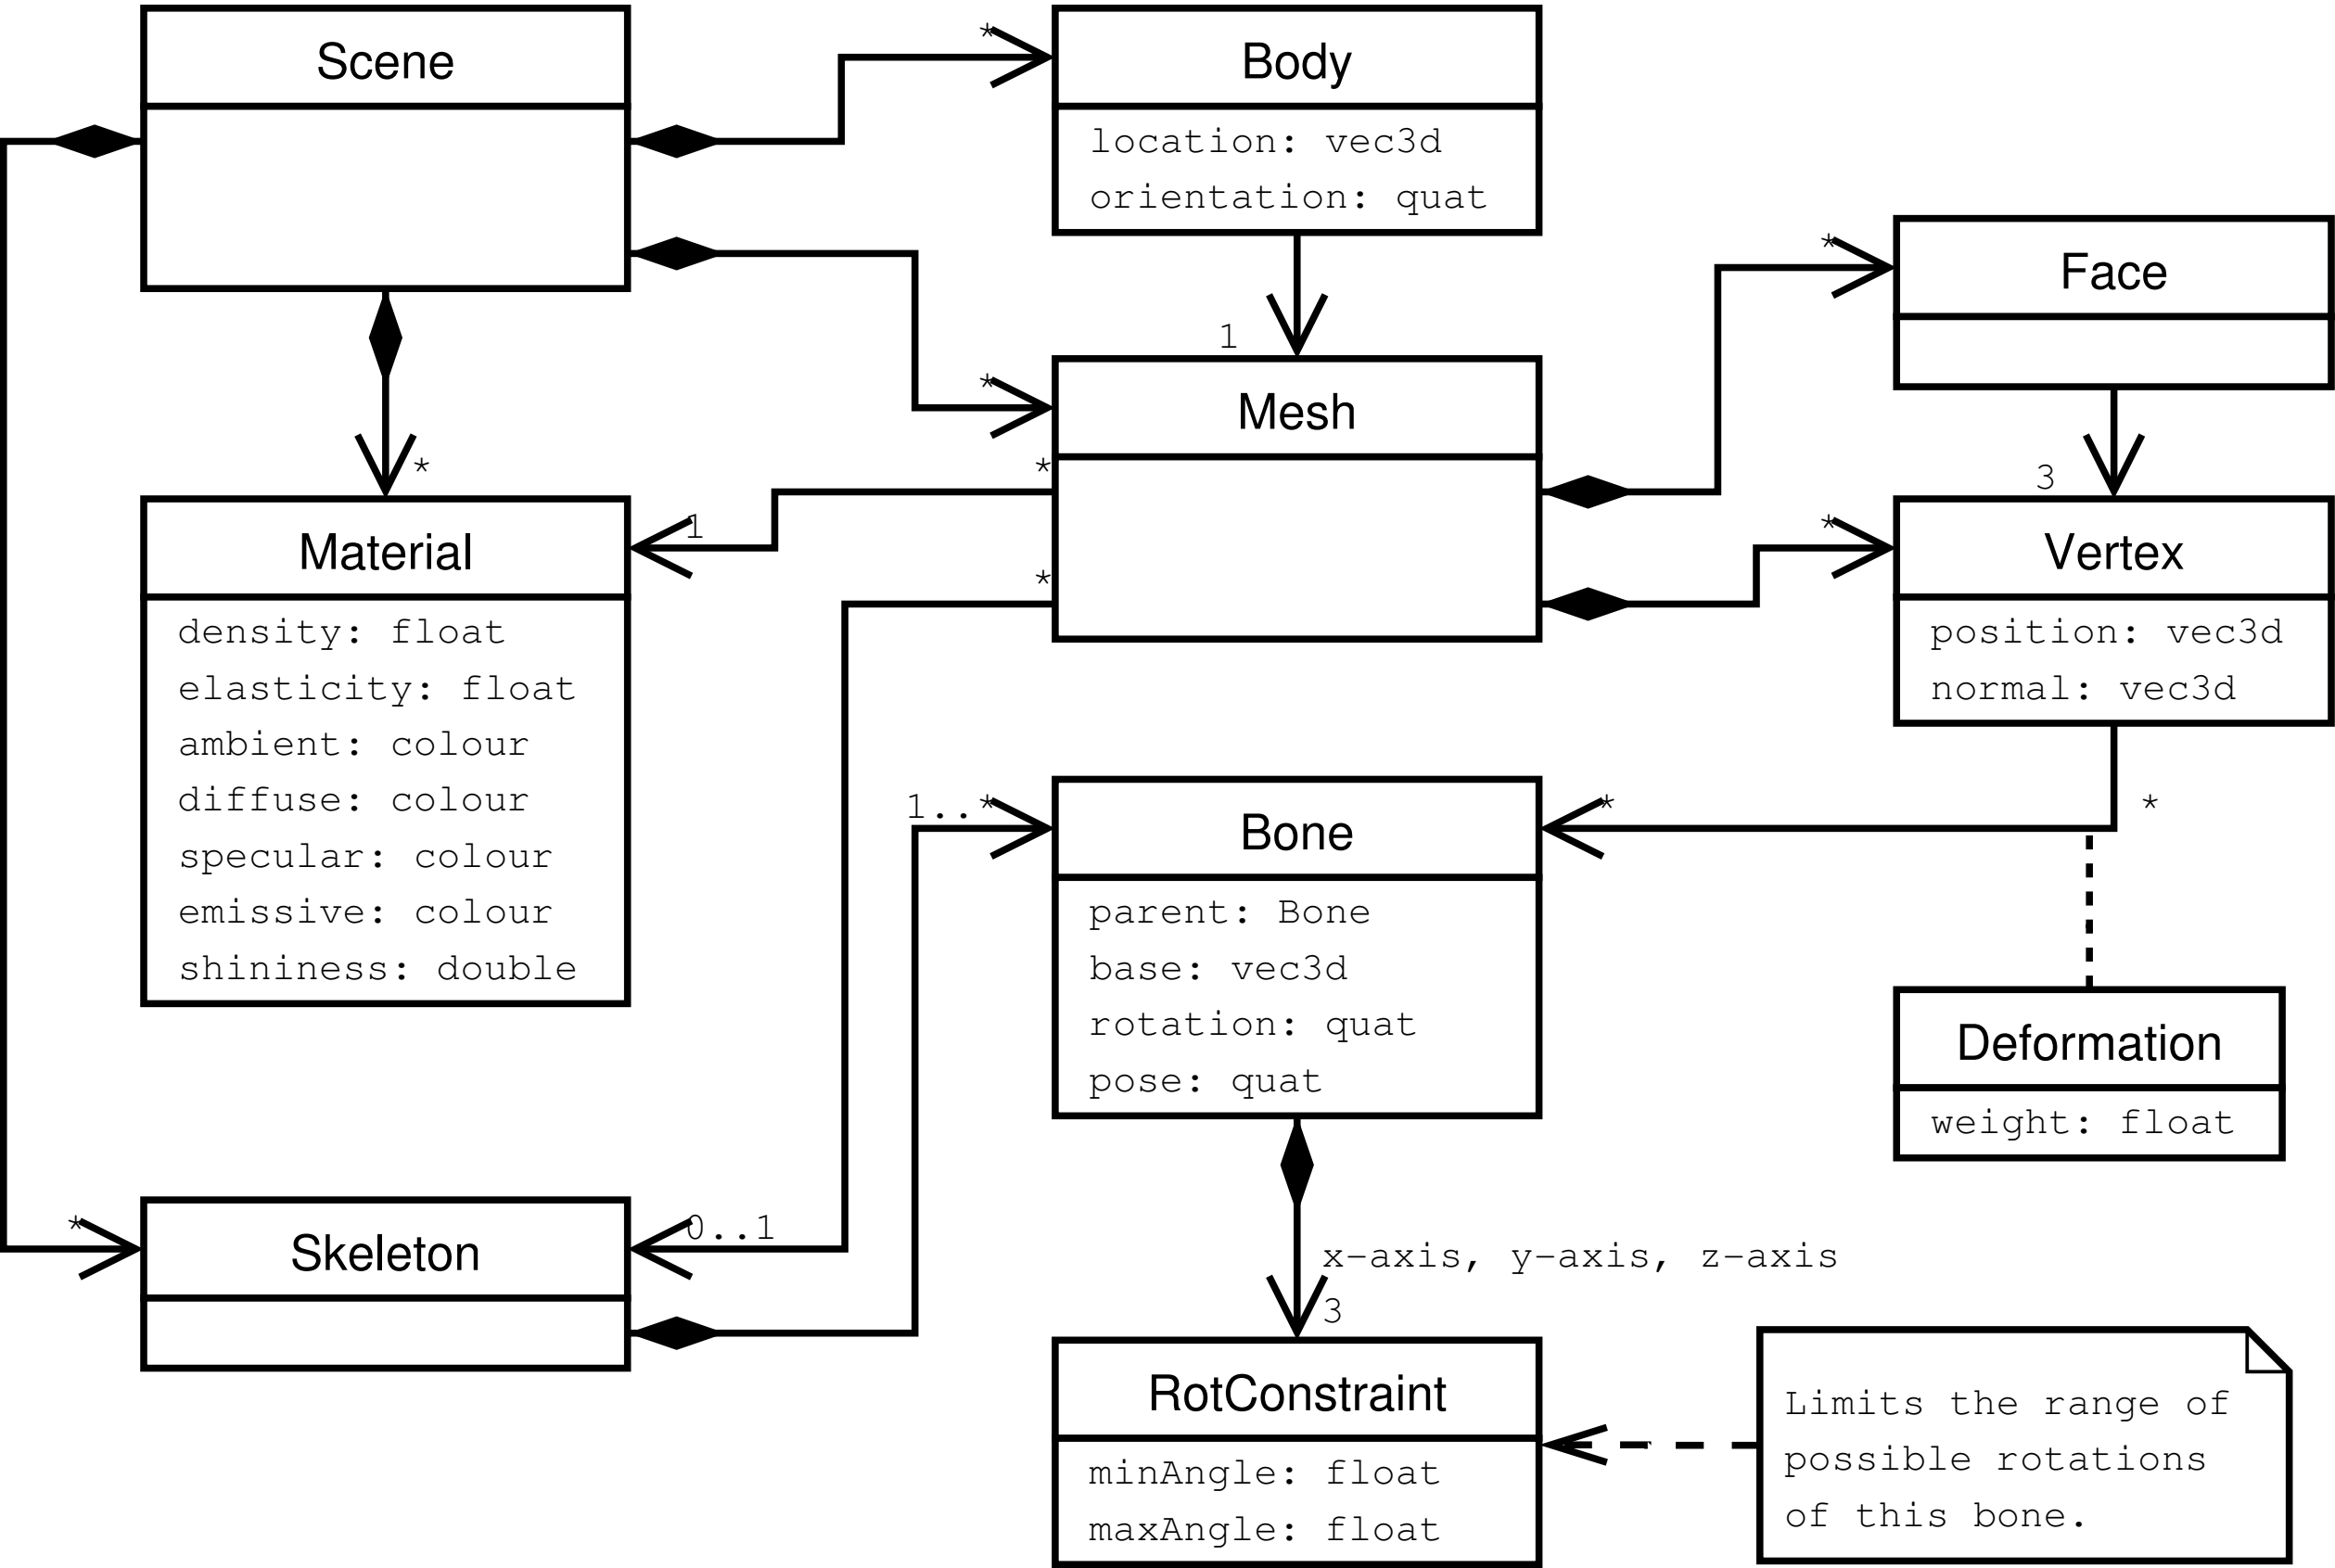 Scene
*
Body
location: vec3d
orientation: quat
*
Face
1
*
Mesh
*
*
3
1
*
Material
*
Vertex
density: float
elasticity: float
ambient: colour
diffuse: colour
specular: colour
emissive: colour
shininess: double
position: vec3d
normal: vec3d
1..*
*
*
Bone
parent: Bone
base: vec3d
rotation: quat
pose: quat
Deformation
weight: float
*
Skeleton
0..1
x-axis, y-axis, z-axis
3
RotConstraint
minAngle: float
maxAngle: float
Limits the range of
possible rotations
of this bone.